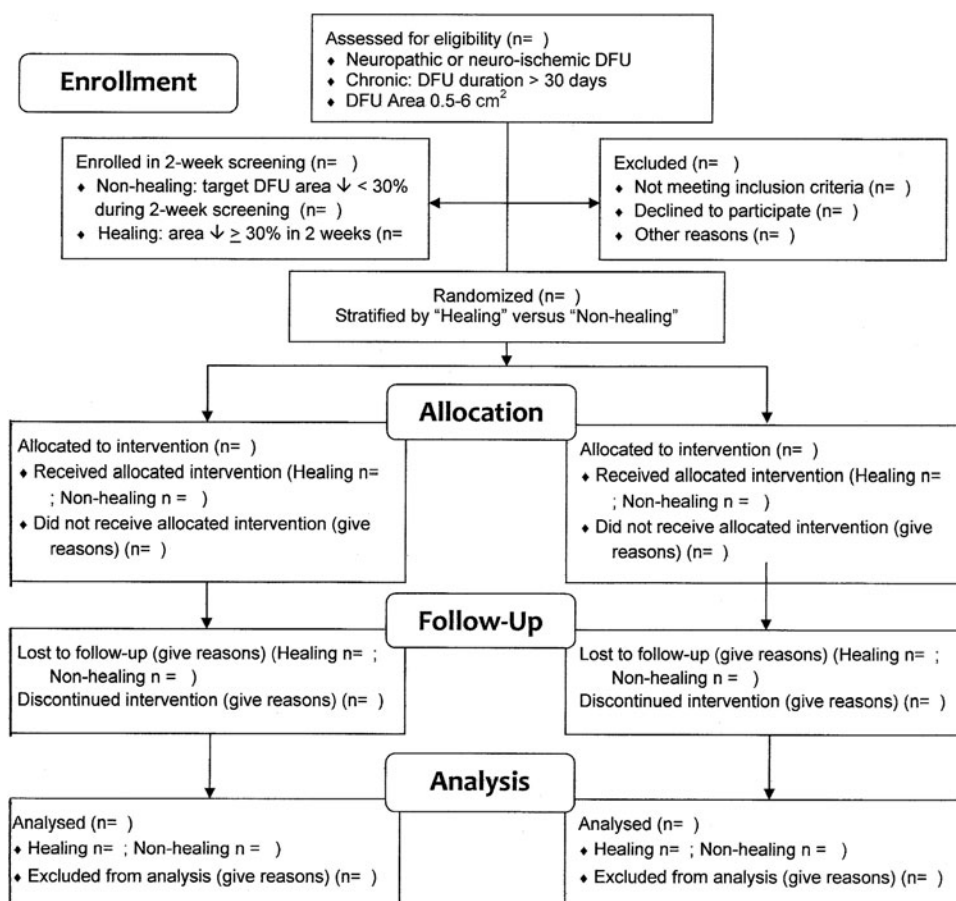 Enrollment
Assessed for eligibility (n= )
♦ Neuropathic or neuro-ischemic DFU
♦ Chronic: DFU duration > 30 days
♦ DFU Area 0.5-6 cm²
Enrolled in 2-week screening (n= )
♦ Non-healing: target DFU area ↓ < 30%
during 2-week screening (n= )
♦ Healing: area ↓ ≥ 30% in 2 weeks (n=
Excluded (n= )
♦ Not meeting inclusion criteria (n= )
♦ Declined to participate (n= )
♦ Other reasons (n= )
Randomized (n= )
Stratified by “Healing” versus “Non-healing”
Allocation
Allocated to intervention (n= )
♦ Received allocated intervention (Healing n=
; Non-healing n = )
♦ Did not receive allocated intervention (give
reasons) (n= )
Allocated to intervention (n= )
♦ Received allocated intervention (Healing n=
; Non-healing n = )
♦ Did not receive allocated intervention (give
reasons) (n= )
Follow-Up
Lost to follow-up (give reasons) (Healing n= ;
Non-healing n = )
Discontinued intervention (give reasons) (n= )
Lost to follow-up (give reasons) (Healing n= ;
Non-healing n = )
Discontinued intervention (give reasons) (n= )
Analysis
Analysed (n= )
♦ Healing n= ; Non-healing n = )
♦ Excluded from analysis (give reasons) (n= )
Analysed (n= )
♦ Healing n= ; Non-healing n = )
♦ Excluded from analysis (give reasons) (n= )